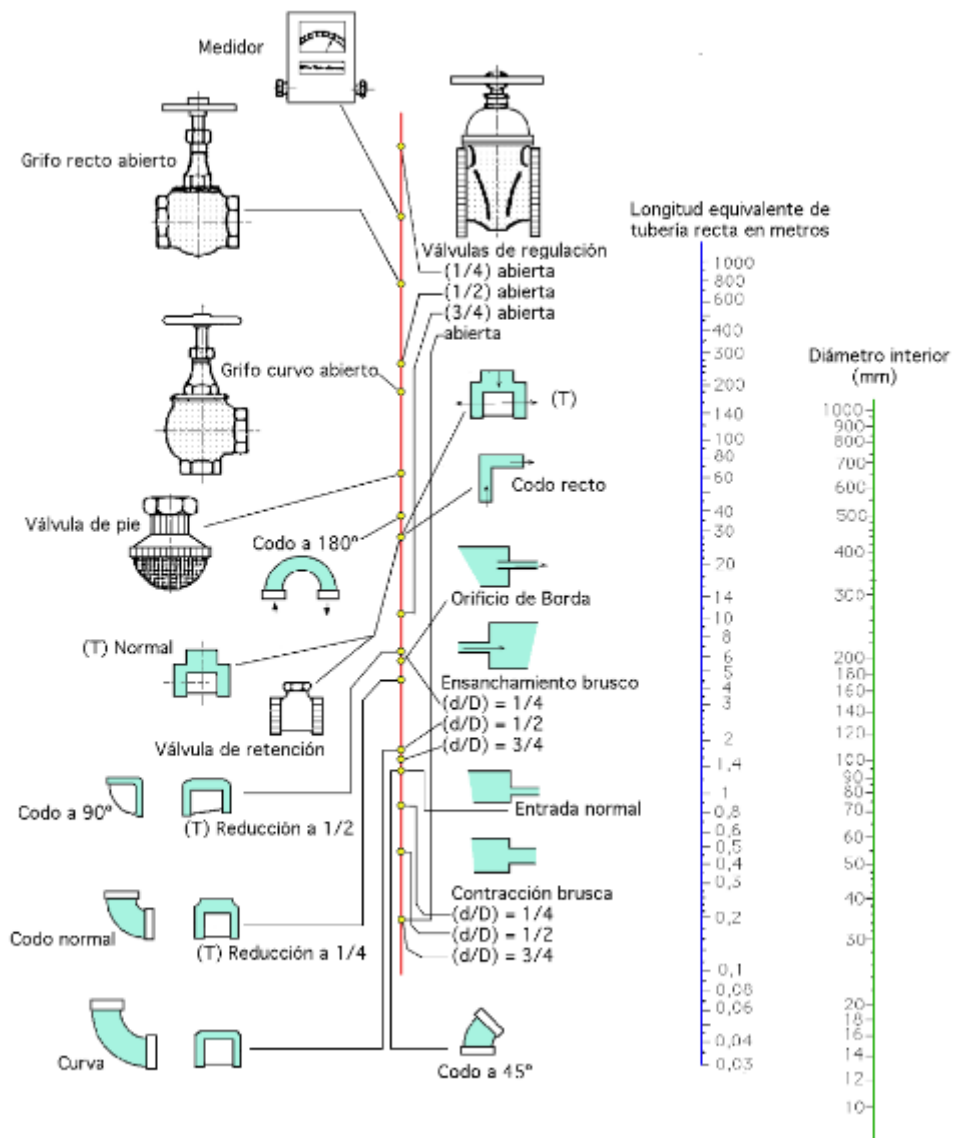 Medidor
Grifo recto abierto
Válvulas de regulación
(1/4) abierta
(1/2) abierta
(3/4) abierta
abierta
Grifo curvo abierto
(T)
Codo recto
Válvula de pie
Codo a 180º
Orificio de Borda
(T) Normal
Ensanchamiento brusco
(d/D) = 1/4
(d/D) = 1/2
(d/D) = 3/4
Válvula de retención
Codo a 90º
(T) Reducción a 1/2
Entrada normal
Contracción brusca
(d/D) = 1/4
(d/D) = 1/2
(d/D) = 3/4
Codo normal
(T) Reducción a 1/4
Curva
Codo a 45º
Longitud equivalente de
tubería recta en metros
1000
800
600
400
300
200
140
100
80
60
40
30
20
14
10
8
6
5
4
3
2
1,4
1
0,8
0,6
0,5
0,4
0,3
0,2
0,1
0,08
0,06
0,04
0,03
Diámetro interior
(mm)
1000
900
800
700
600
500
400
300
200
180
160
140
120
100
90
80
70
60
50
40
30
20
18
16
14
12
10